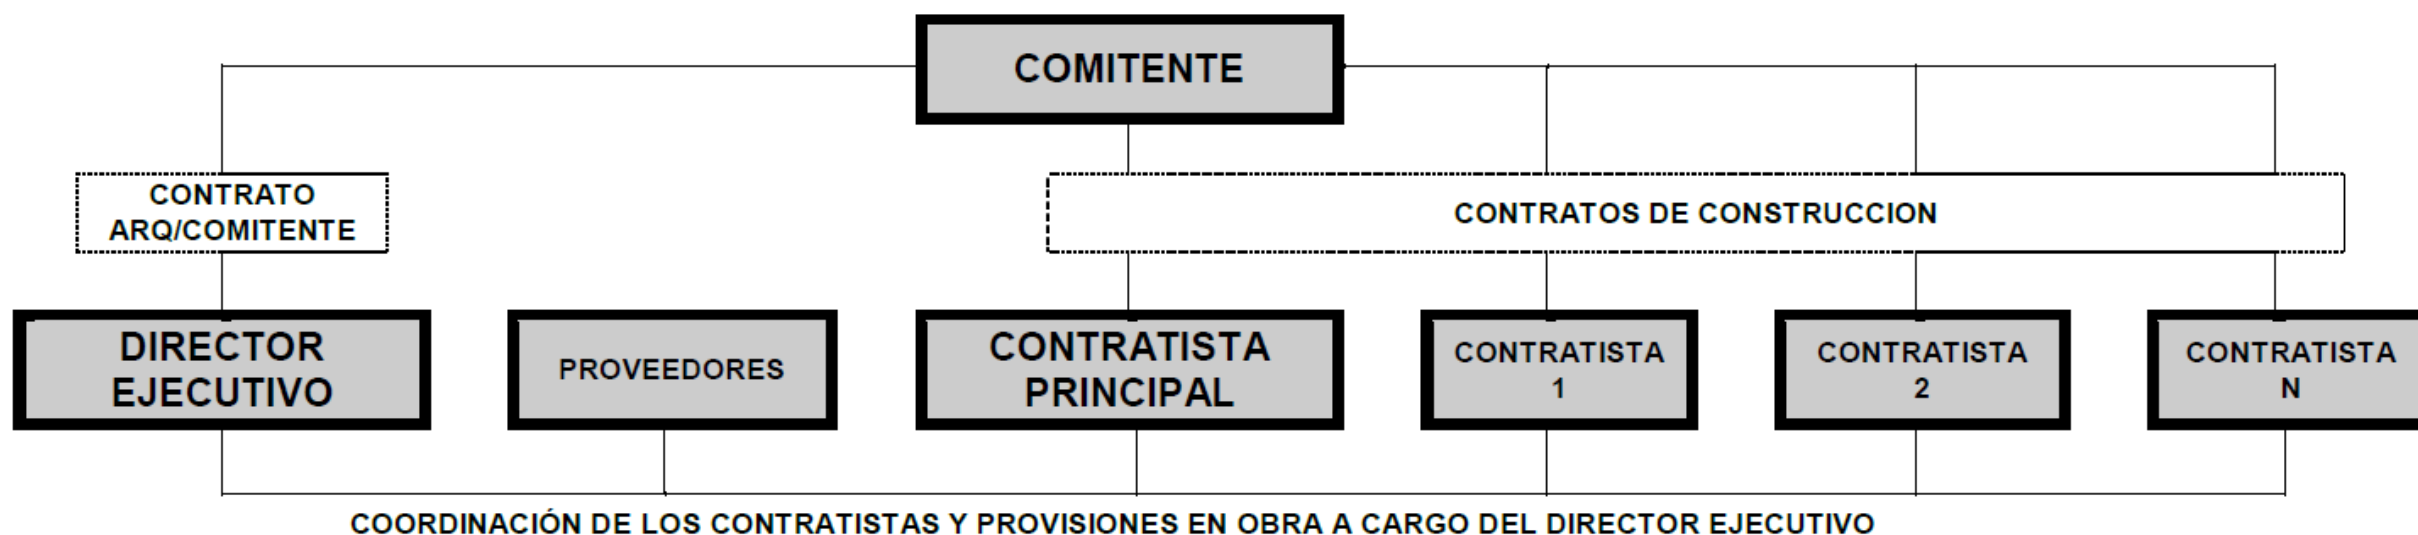 COMITENTE
CONTRATO
ARQ/COMITENTE
CONTRATOS DE CONSTRUCCION
DIRECTOR
EJECUTIVO
PROVEEDORES
CONTRATISTA
PRINCIPAL
CONTRATISTA
1
CONTRATISTA
2
CONTRATISTA
N
COORDINACIÓN DE LOS CONTRATISTAS Y PROVISIONES EN OBRA A CARGO DEL DIRECTOR EJECUTIVO